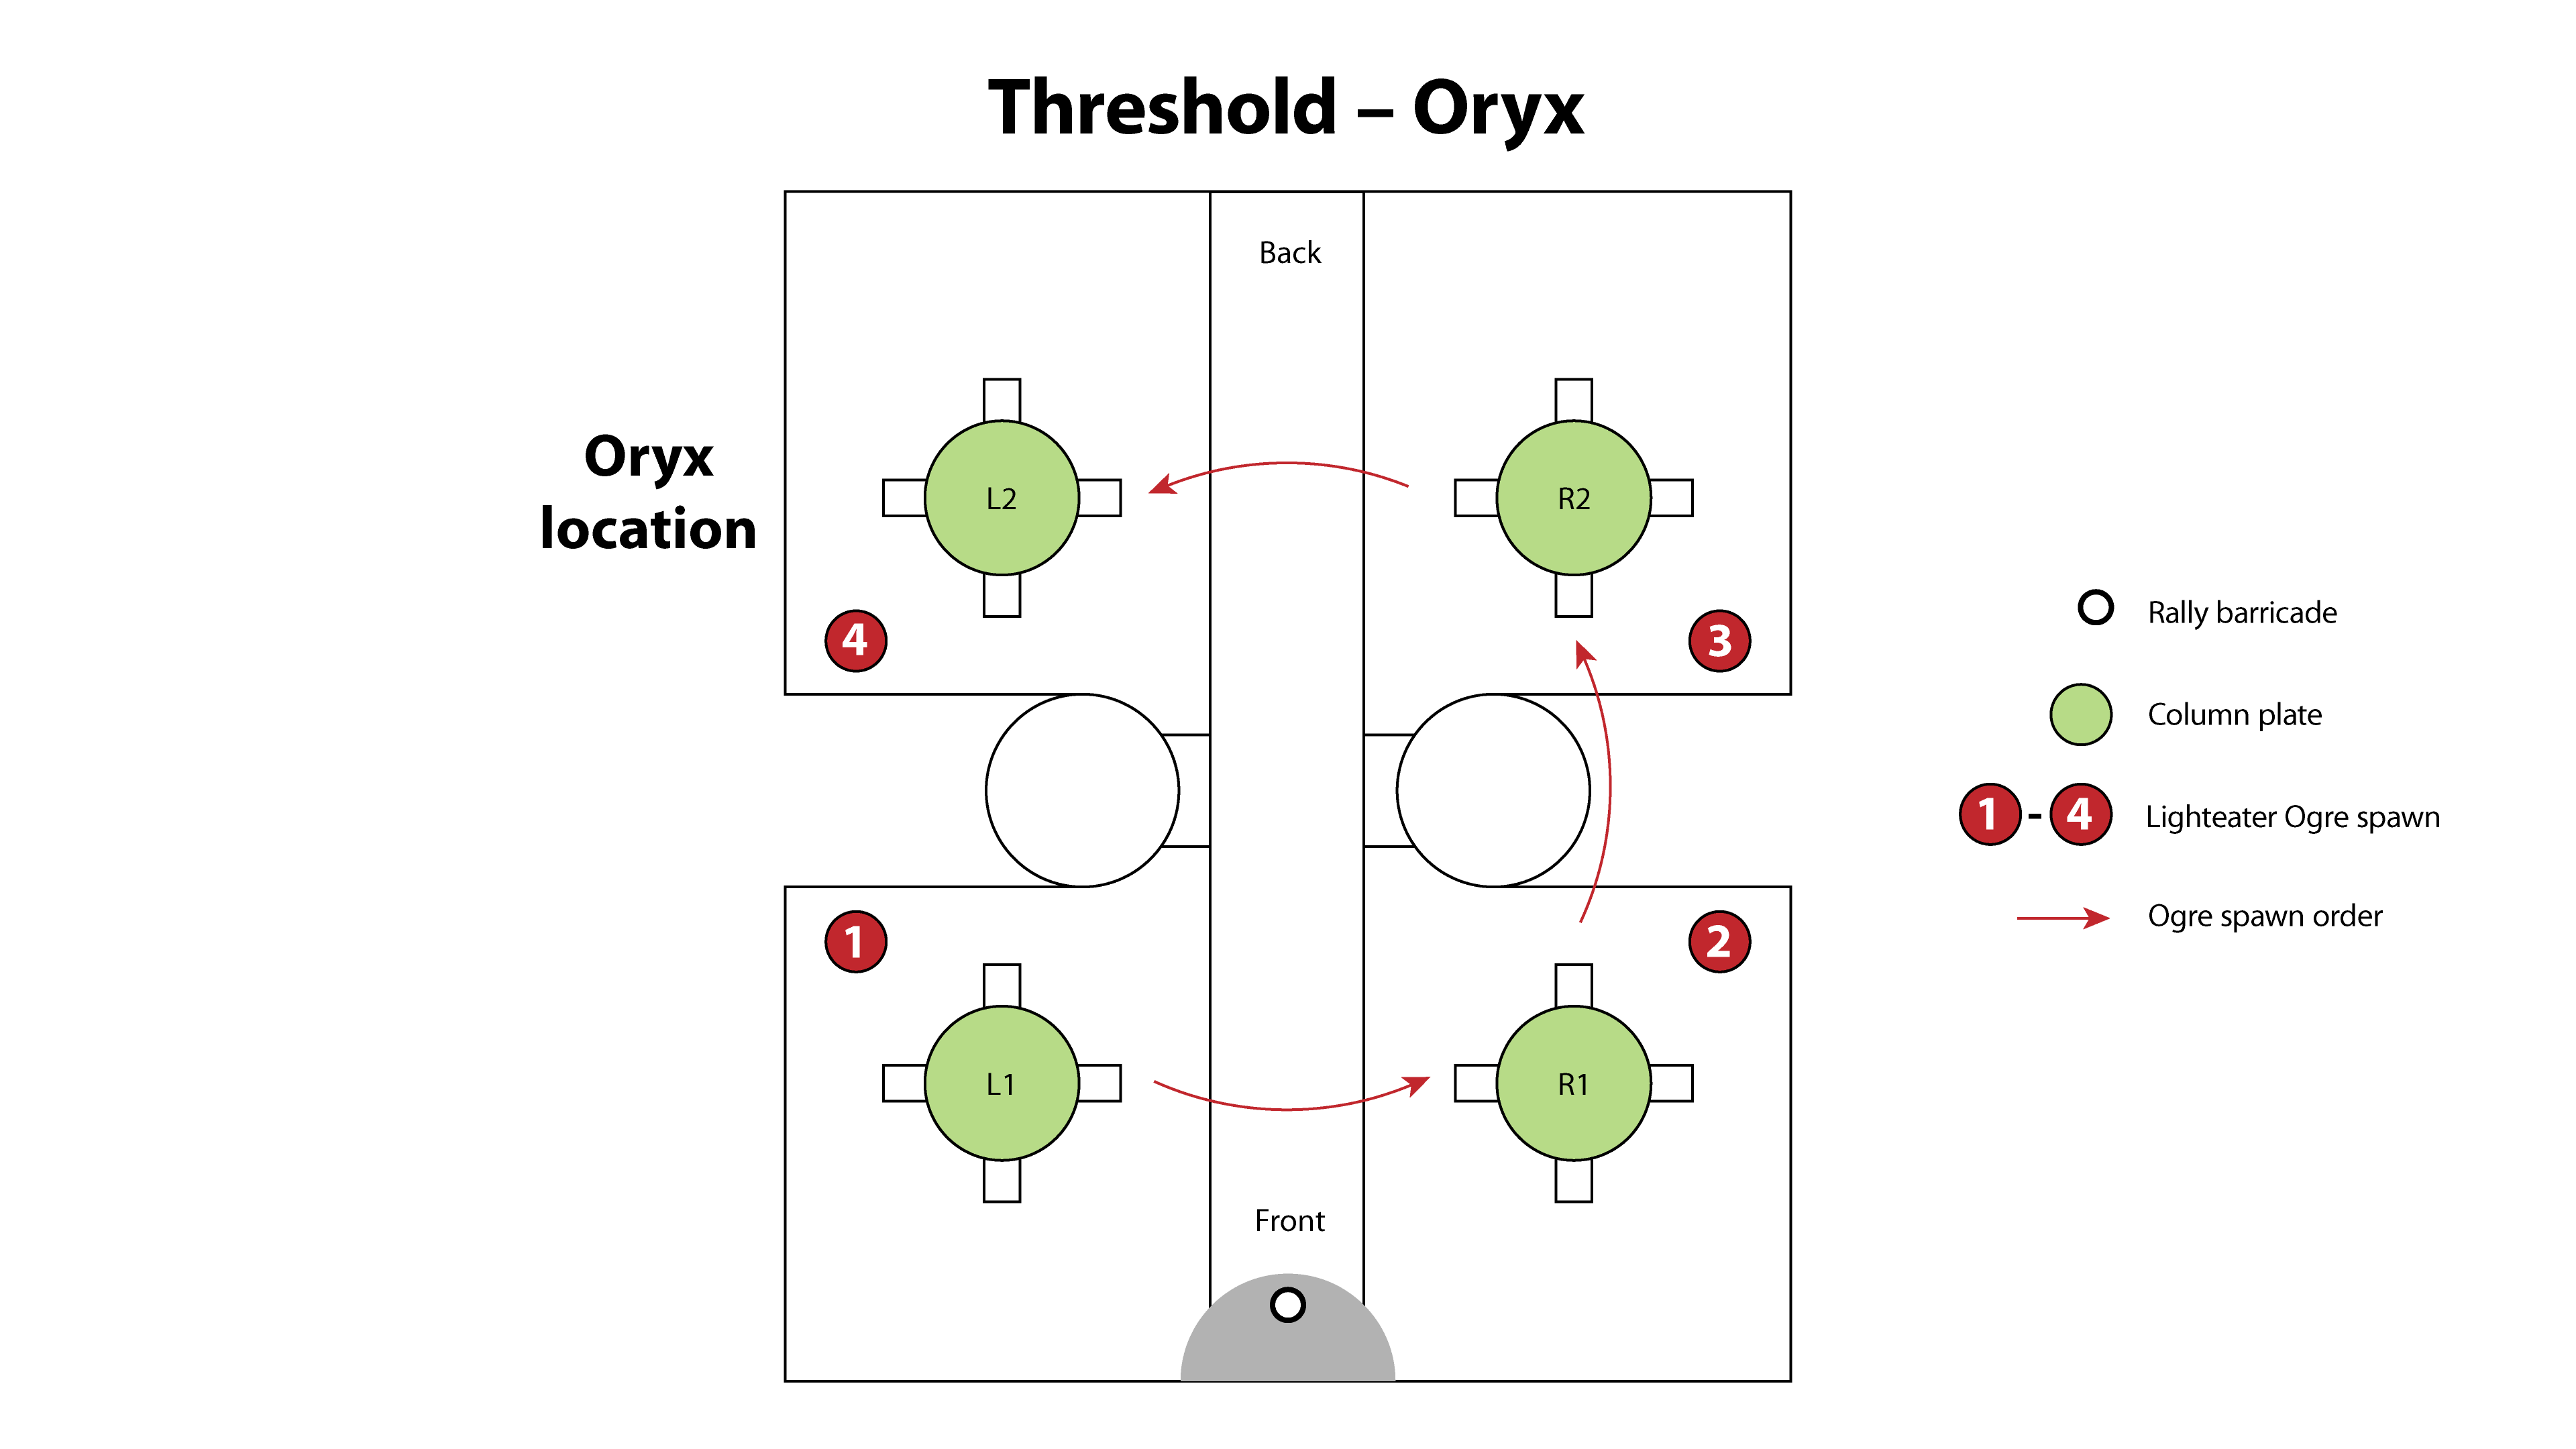 Threshold – Oryx
Back
Oryx
location
L2
R2
4
3
1
2
L1
R1
Front
Rally barricade
Column plate
1 - 4 Lighteater Ogre spawn
Ogre spawn order